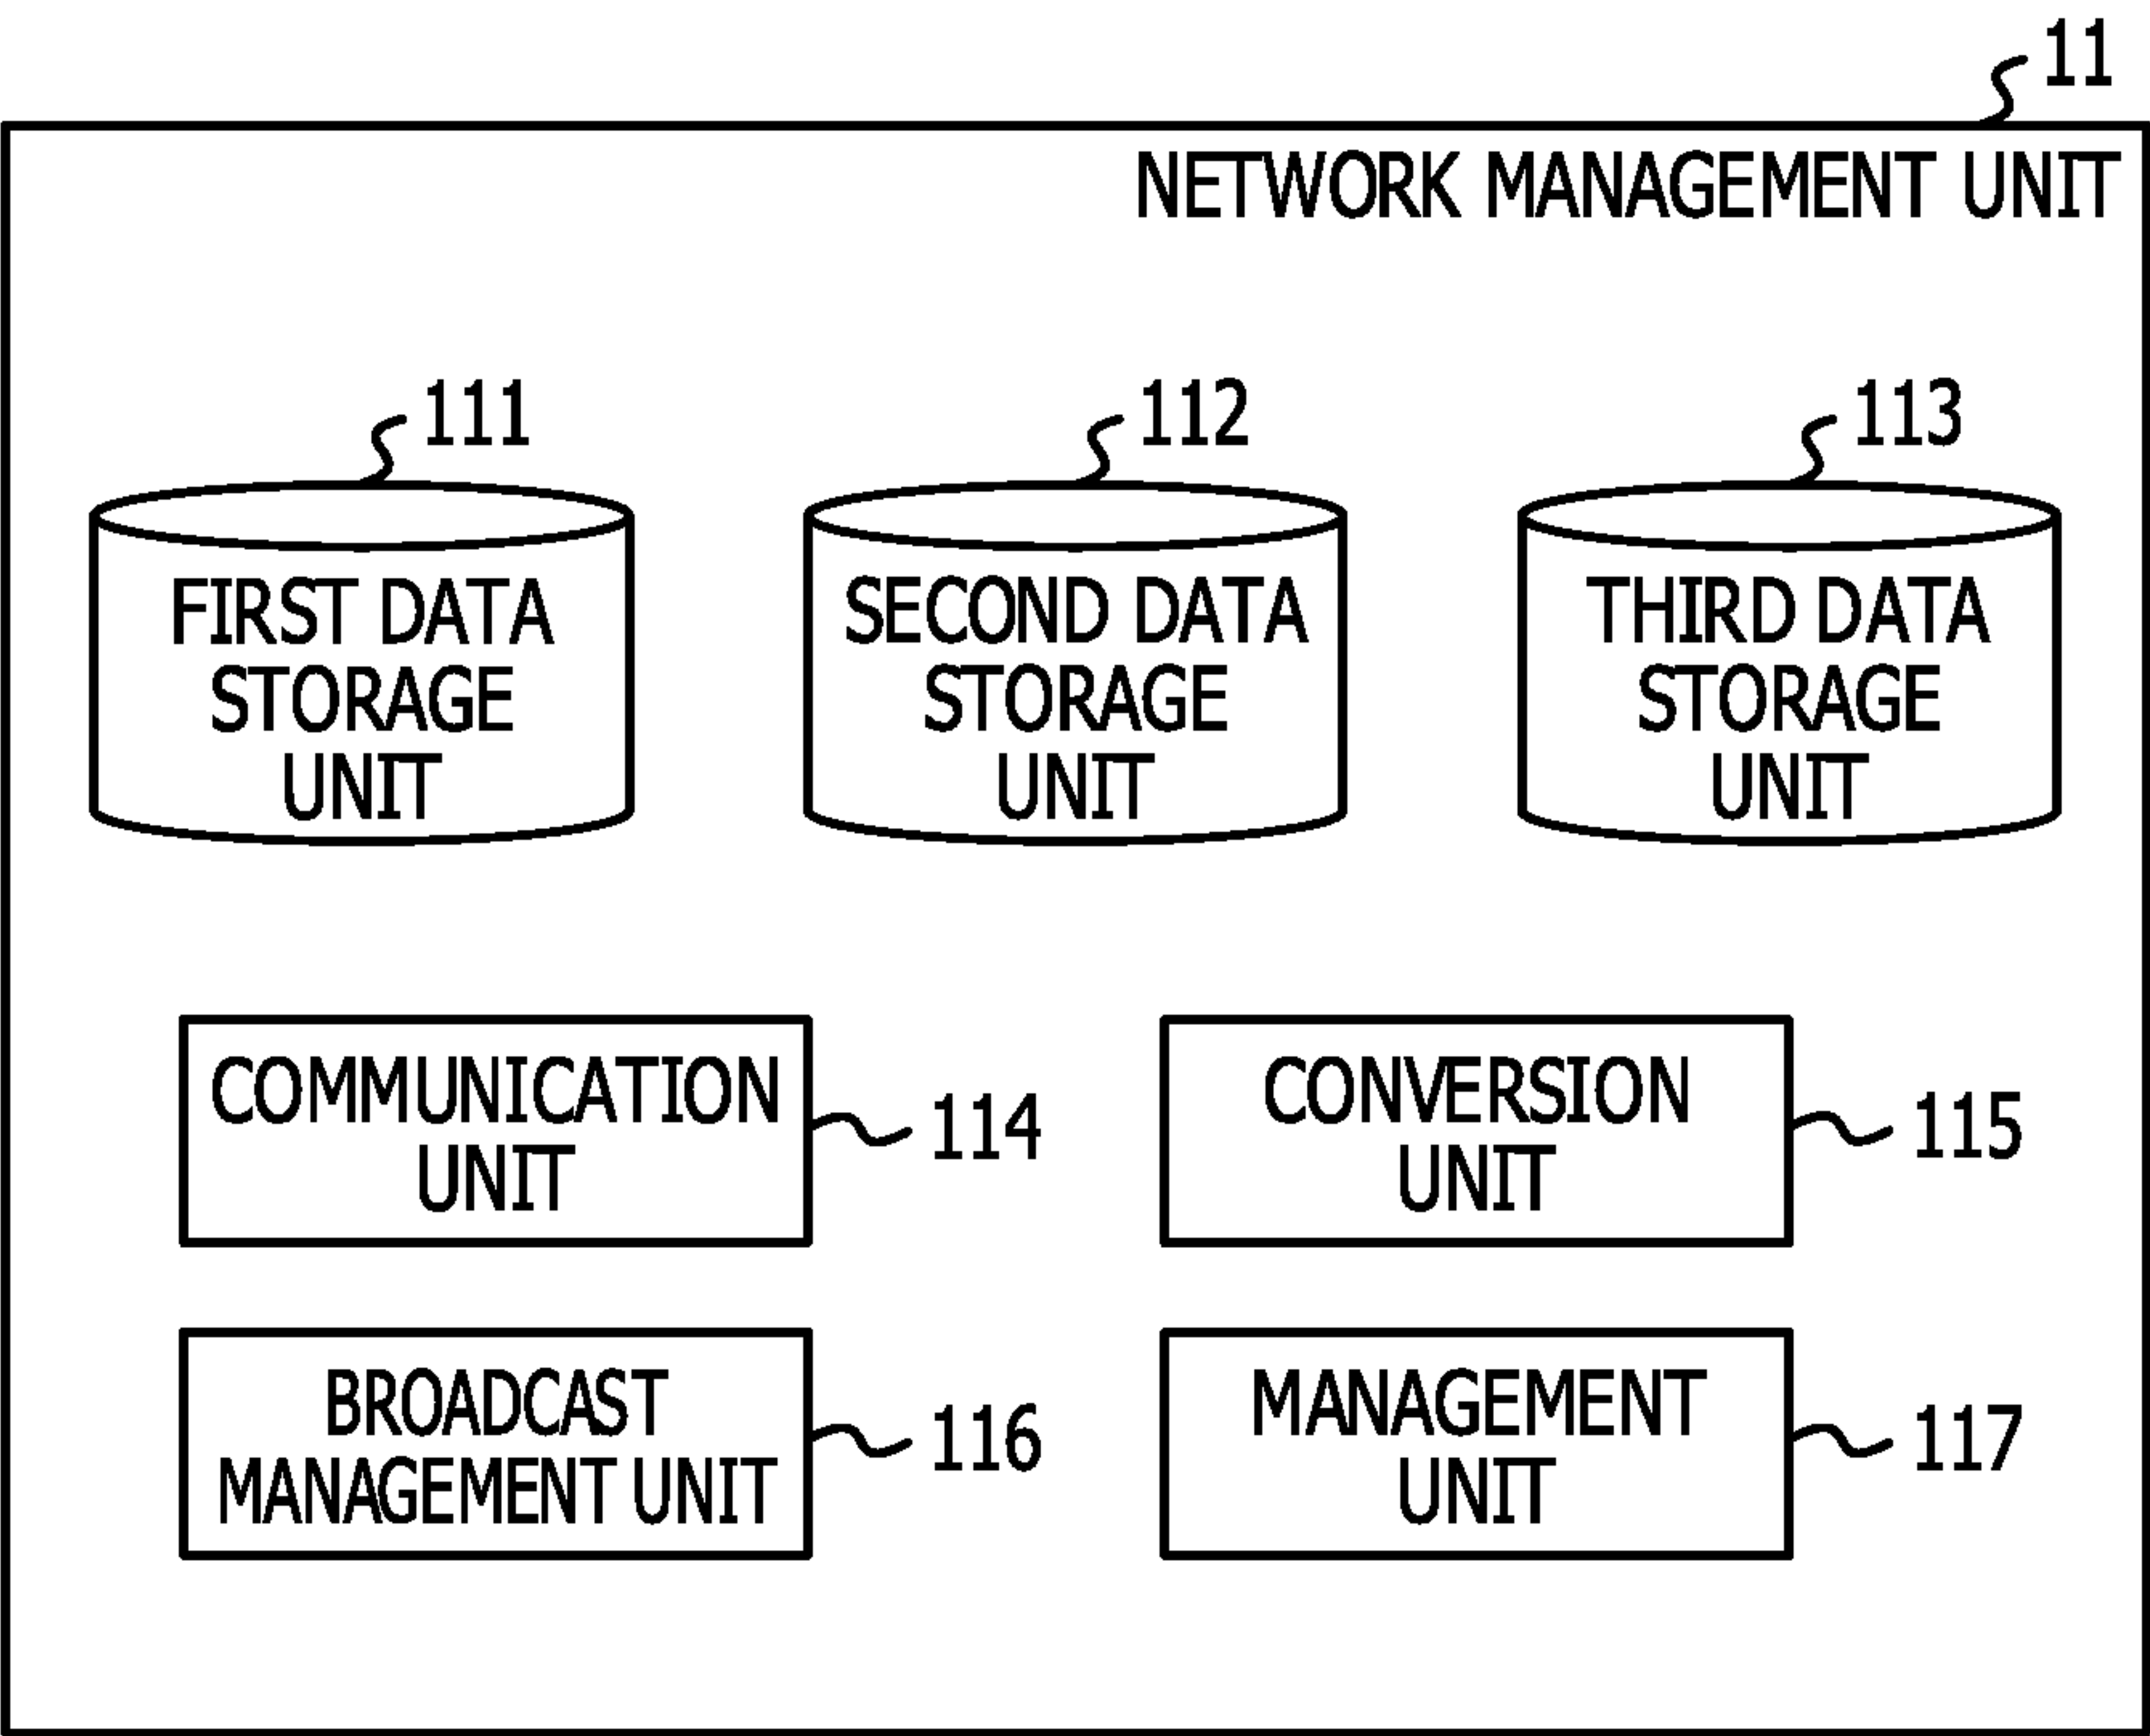 11
NETWORK MANAGEMENT UNIT
111
112
113
FIRST DATA
STORAGE
UNIT
SECOND DATA
STORAGE
UNIT
THIRD DATA
STORAGE
UNIT
COMMUNICATION
UNIT
114
CONVERSION
UNIT
115
BROADCAST
MANAGEMENT UNIT
116
MANAGEMENT
UNIT
117